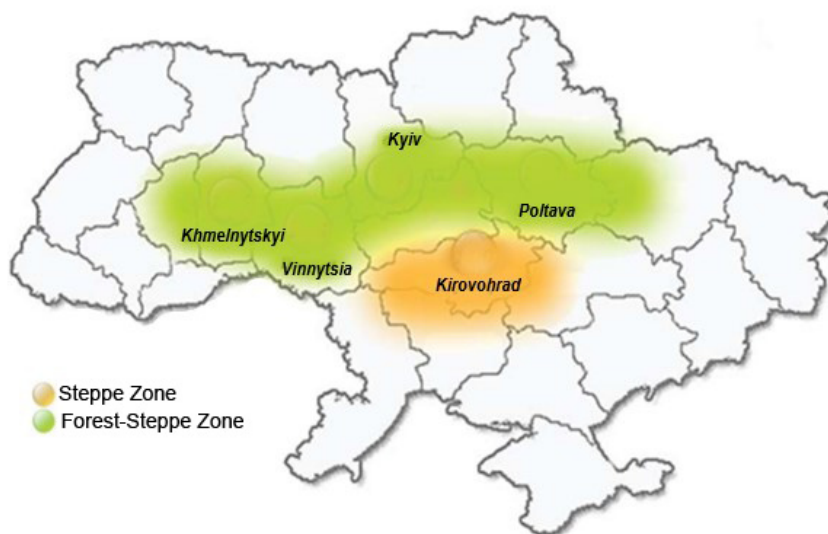 Kyiv
Poltava
Khmelnytskyi
Vinnytsia
Kirovohrad
Steppe Zone
Forest-Steppe Zone